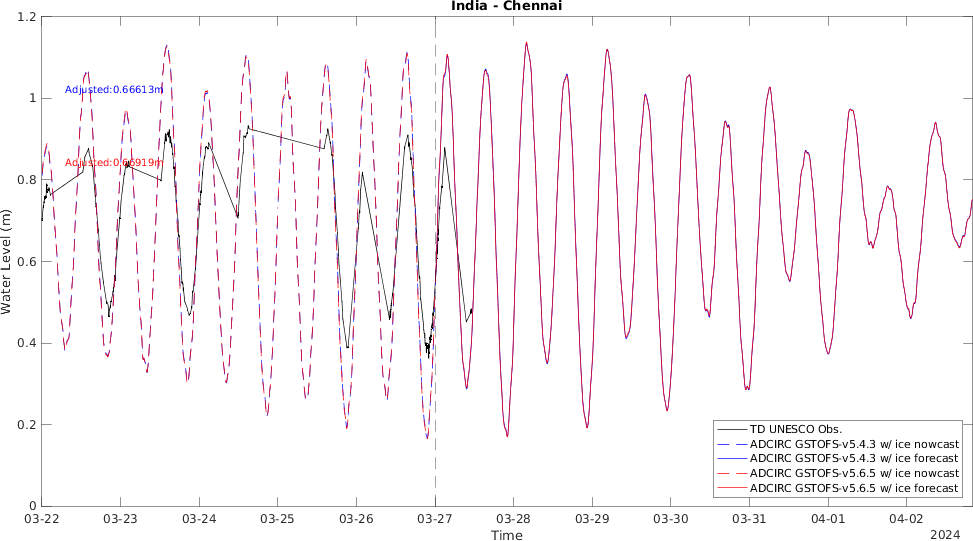 India - Chennai
1.2
1
0.8
0.6
0.4
0.2
0
Water Level (m)
Adjusted:0.66613m
Adjusted:0.66919m
TD UNESCO Obs.
ADCIRC GSTOFS-v5.4.3 w/ ice nowcast
ADCIRC GSTOFS-v5.4.3 w/ ice forecast
ADCIRC GSTOFS-v5.6.5 w/ ice nowcast
ADCIRC GSTOFS-v5.6.5 w/ ice forecast
03-22 03-23 03-24 03-25 03-26 03-27 03-28 03-29 03-30 03-31 04-01 04-02
Time
2024